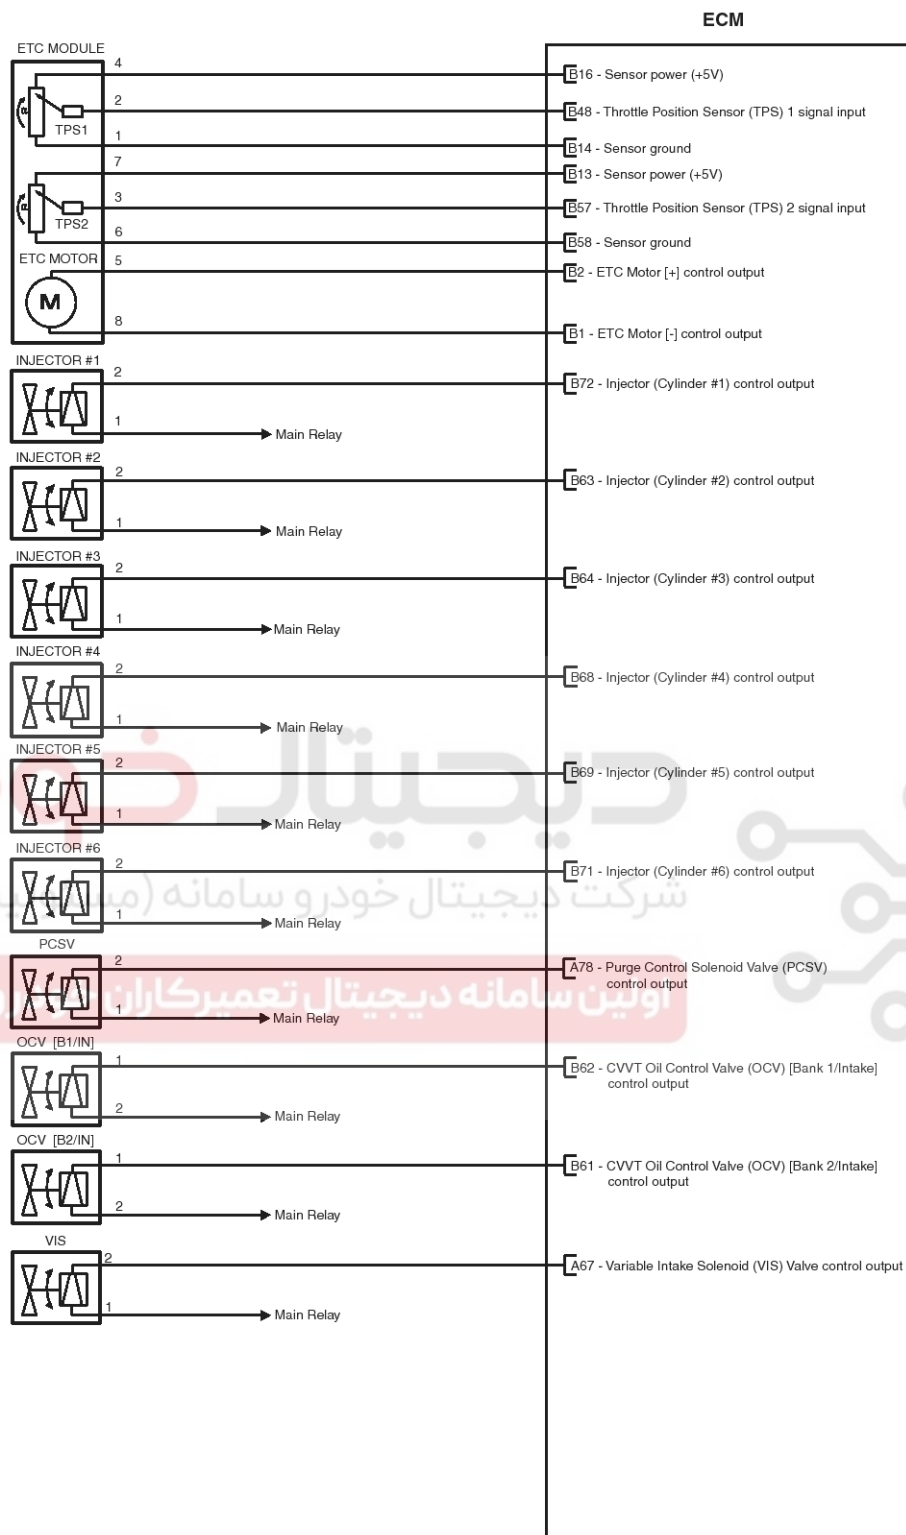 ECM
ETC MODULE
4
B16 - Sensor power (+5V)
2
B48 - Throttle Position Sensor (TPS) 1 signal input
TPS1
1
B14 - Sensor ground
7
B13 - Sensor power (+5V)
3
B57 - Throttle Position Sensor (TPS) 2 signal input
TPS2
6
B58 - Sensor ground
ETC MOTOR
5
B2 - ETC Motor [+] control output
M
8
B1 - ETC Motor [-] control output
INJECTOR #1
2
B72 - Injector (Cylinder #1) control output
1
Main Relay
INJECTOR #2
2
B63 - Injector (Cylinder #2) control output
1
Main Relay
INJECTOR #3
2
B64 - Injector (Cylinder #3) control output
1
Main Relay
INJECTOR #4
2
B68 - Injector (Cylinder #4) control output
1
Main Relay
دیجیتال خودرو
INJECTOR #5
2
B69 - Injector (Cylinder #5) control output
1
Main Relay
INJECTOR #6
2
B71 - Injector (Cylinder #6) control output
شرکت دیجیتال خودرو سامانه
1
Main Relay
PCSV
2
A78 - Purge Control Solenoid Valve (PCSV)
control output
اولین سامانه دیجیتال تعمیرکاران خودرو
1
Main Relay
OCV [B1/IN]
1
B62 - CVVT Oil Control Valve (OCV) [Bank 1/Intake]
control output
2
Main Relay
OCV [B2/IN]
1
B61 - CVVT Oil Control Valve (OCV) [Bank 2/Intake]
control output
2
Main Relay
VIS
2
A67 - Variable Intake Solenoid (VIS) Valve control output
1
Main Relay